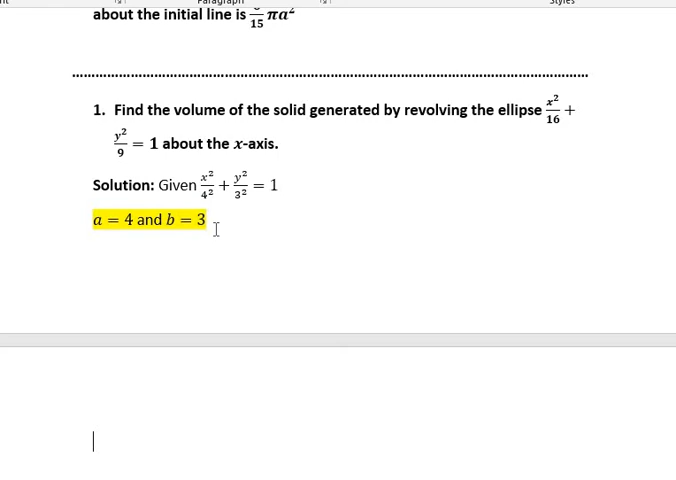 Paragraph
Styles
about the initial line is /15 πa²
1. Find the volume of the solid generated by revolving the ellipse x²/16 +
y²/9 = 1 about the x-axis.
Solution: Given x²/4² + y²/3² = 1
a = 4 and b = 3